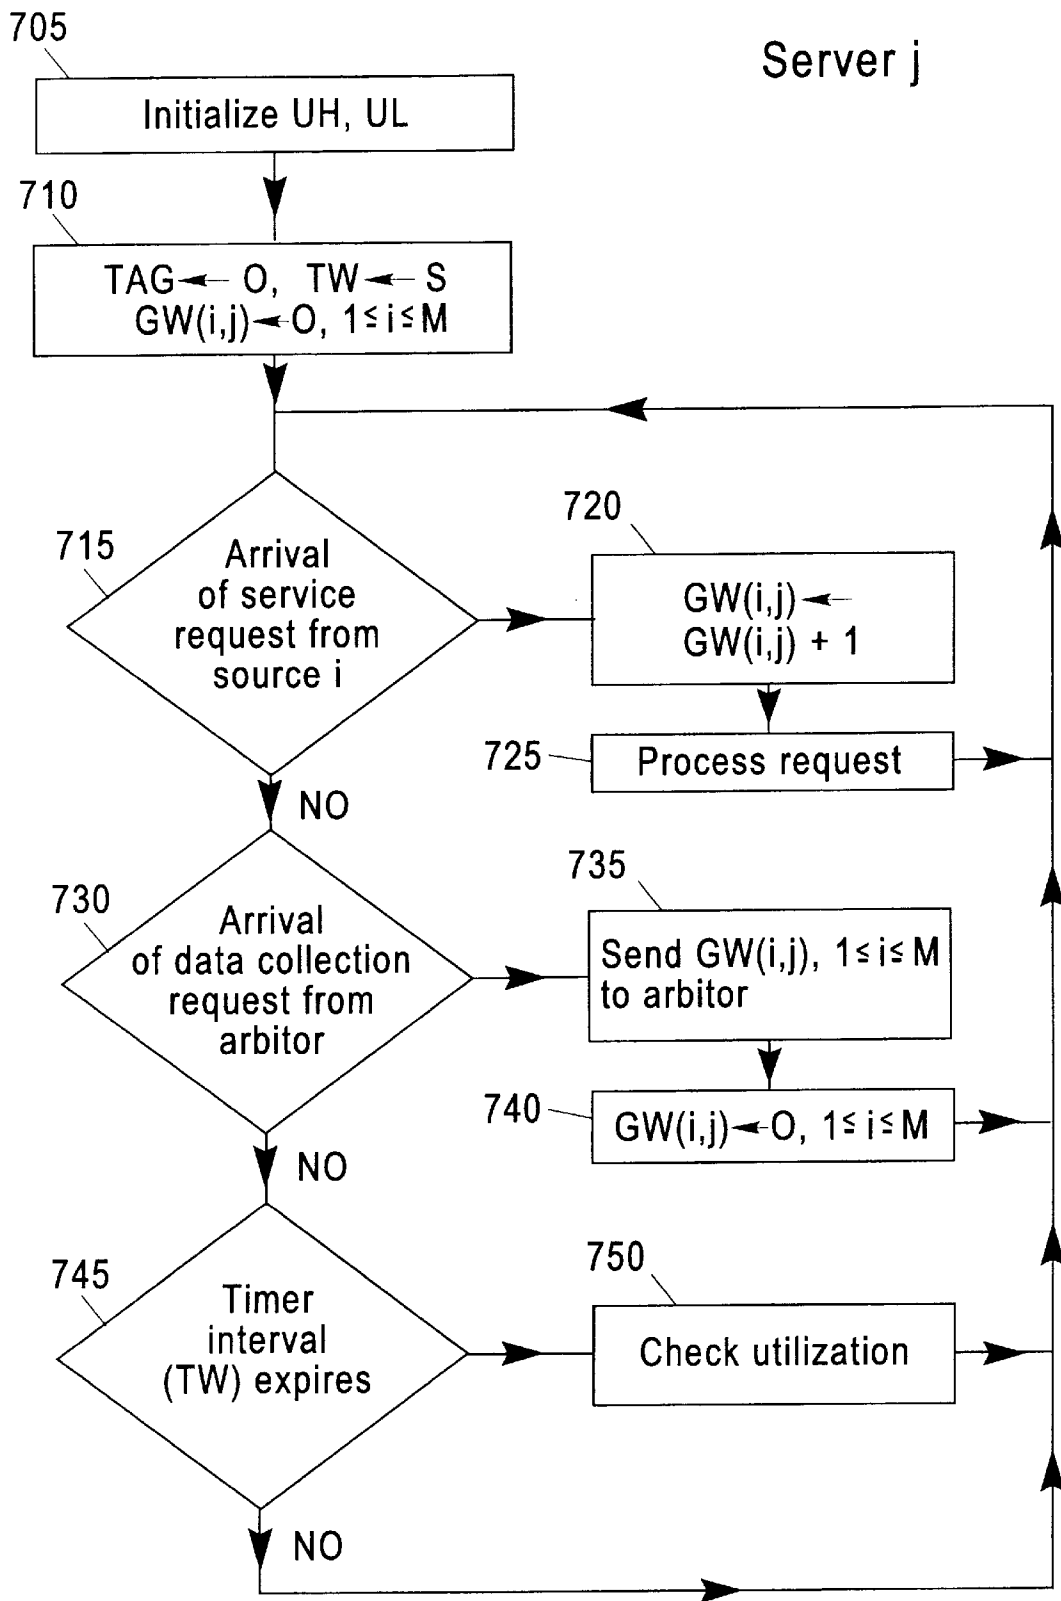 705
Server j
Initialize UH, UL
710
TAG ← O, TW ← S
GW(i,j) ← O, 1 ≤ i ≤ M
715
Arrival
of service
request from
source i
720
GW(i,j) ←
GW(i,j) + 1
725
Process request
NO
730
Arrival
of data collection
request from
arbitor
735
Send GW(i,j), 1 ≤ i ≤ M
to arbitor
740
GW(i,j) ← O, 1 ≤ i ≤ M
NO
745
Timer
interval
(TW) expires
750
Check utilization
NO